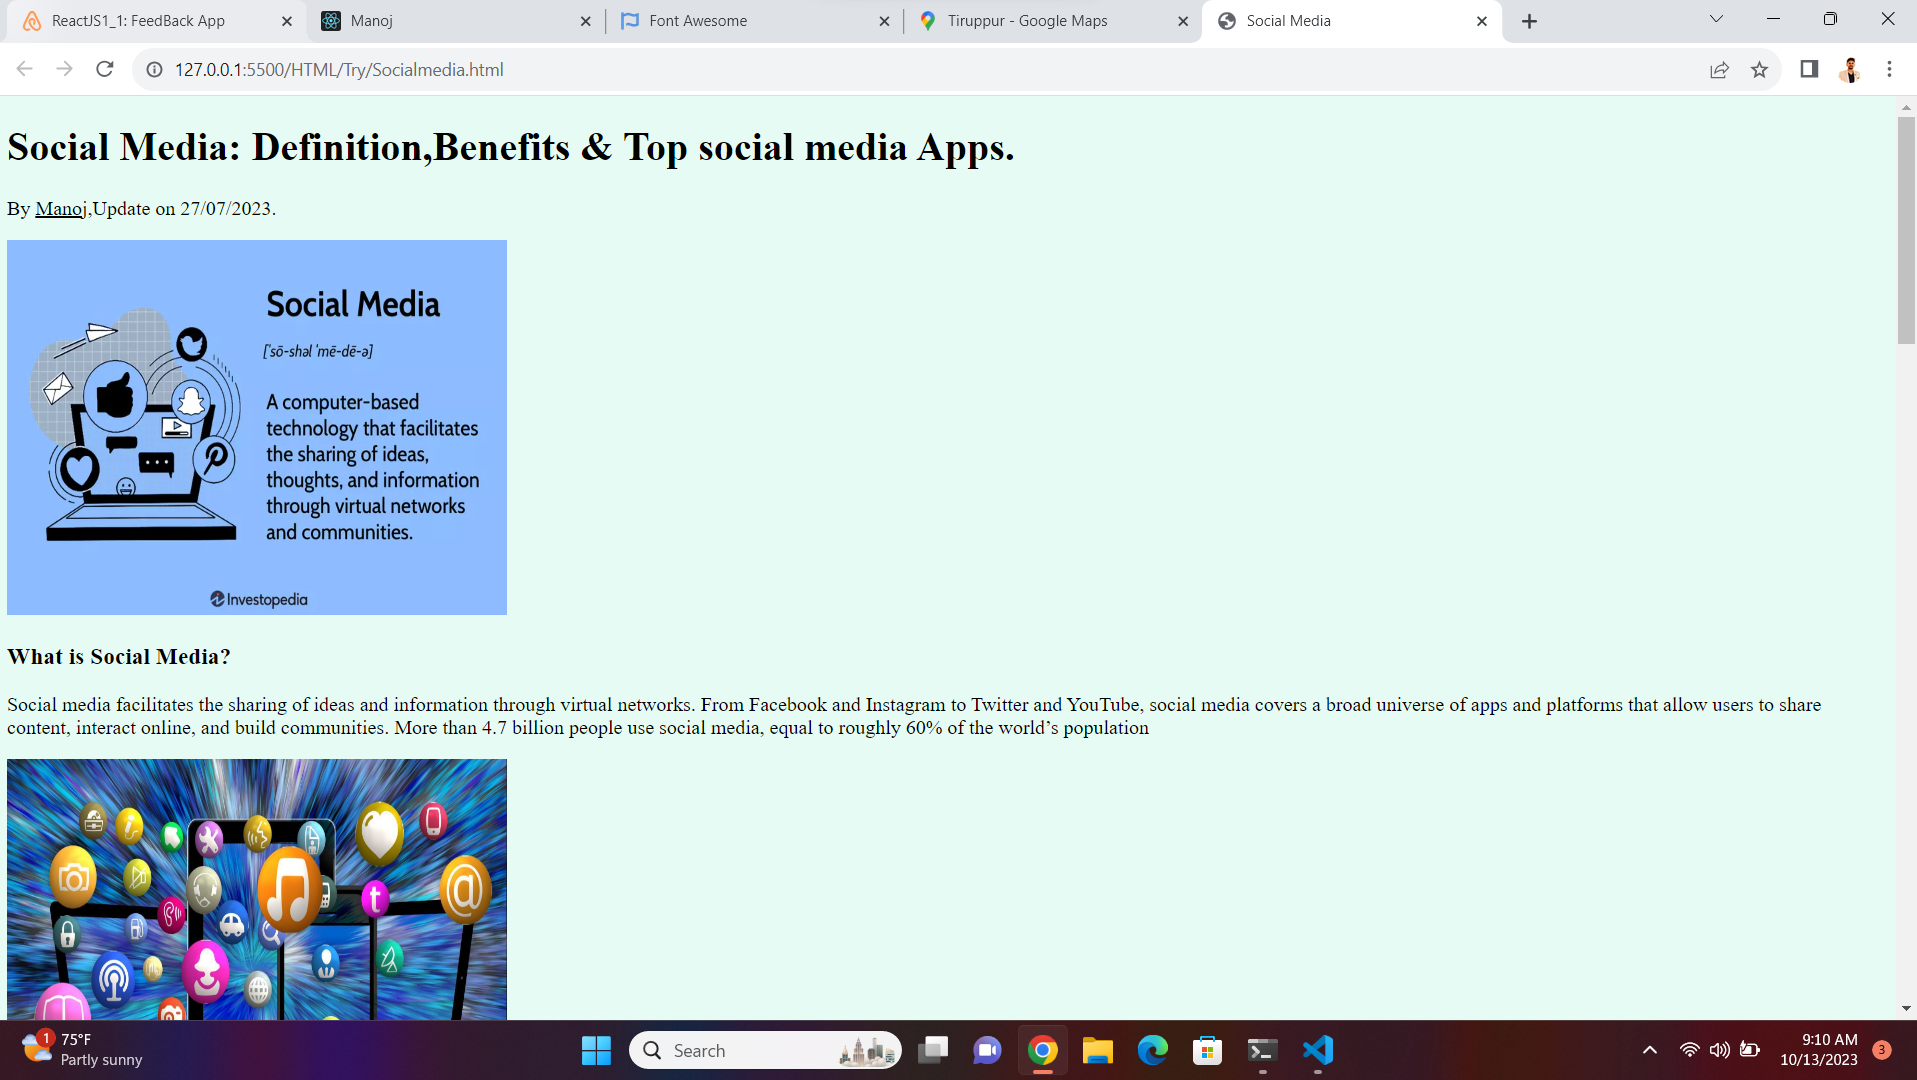 ReactJS1_1: FeedBack App
Manoj
Font Awesome
Tiruppur - Google Maps
Social Media
127.0.0.1:5500/HTML/Try/Socialmedia.html
Social Media: Definition,Benefits & Top social media Apps.
By Manoj,Update on 27/07/2023.
Social Media
['sō-shəl 'mē-dē-ə]
A computer-based
technology that facilitates
the sharing of ideas,
thoughts, and information
through virtual networks
and communities.
Investopedia
What is Social Media?
Social media facilitates the sharing of ideas and information through virtual networks. From Facebook and Instagram to Twitter and YouTube, social media covers a broad universe of apps and platforms that allow users to share
content, interact online, and build communities. More than 4.7 billion people use social media, equal to roughly 60% of the world’s population
i
t
@
1
75°F
Partly sunny
Search
9:10 AM
10/13/2023
3